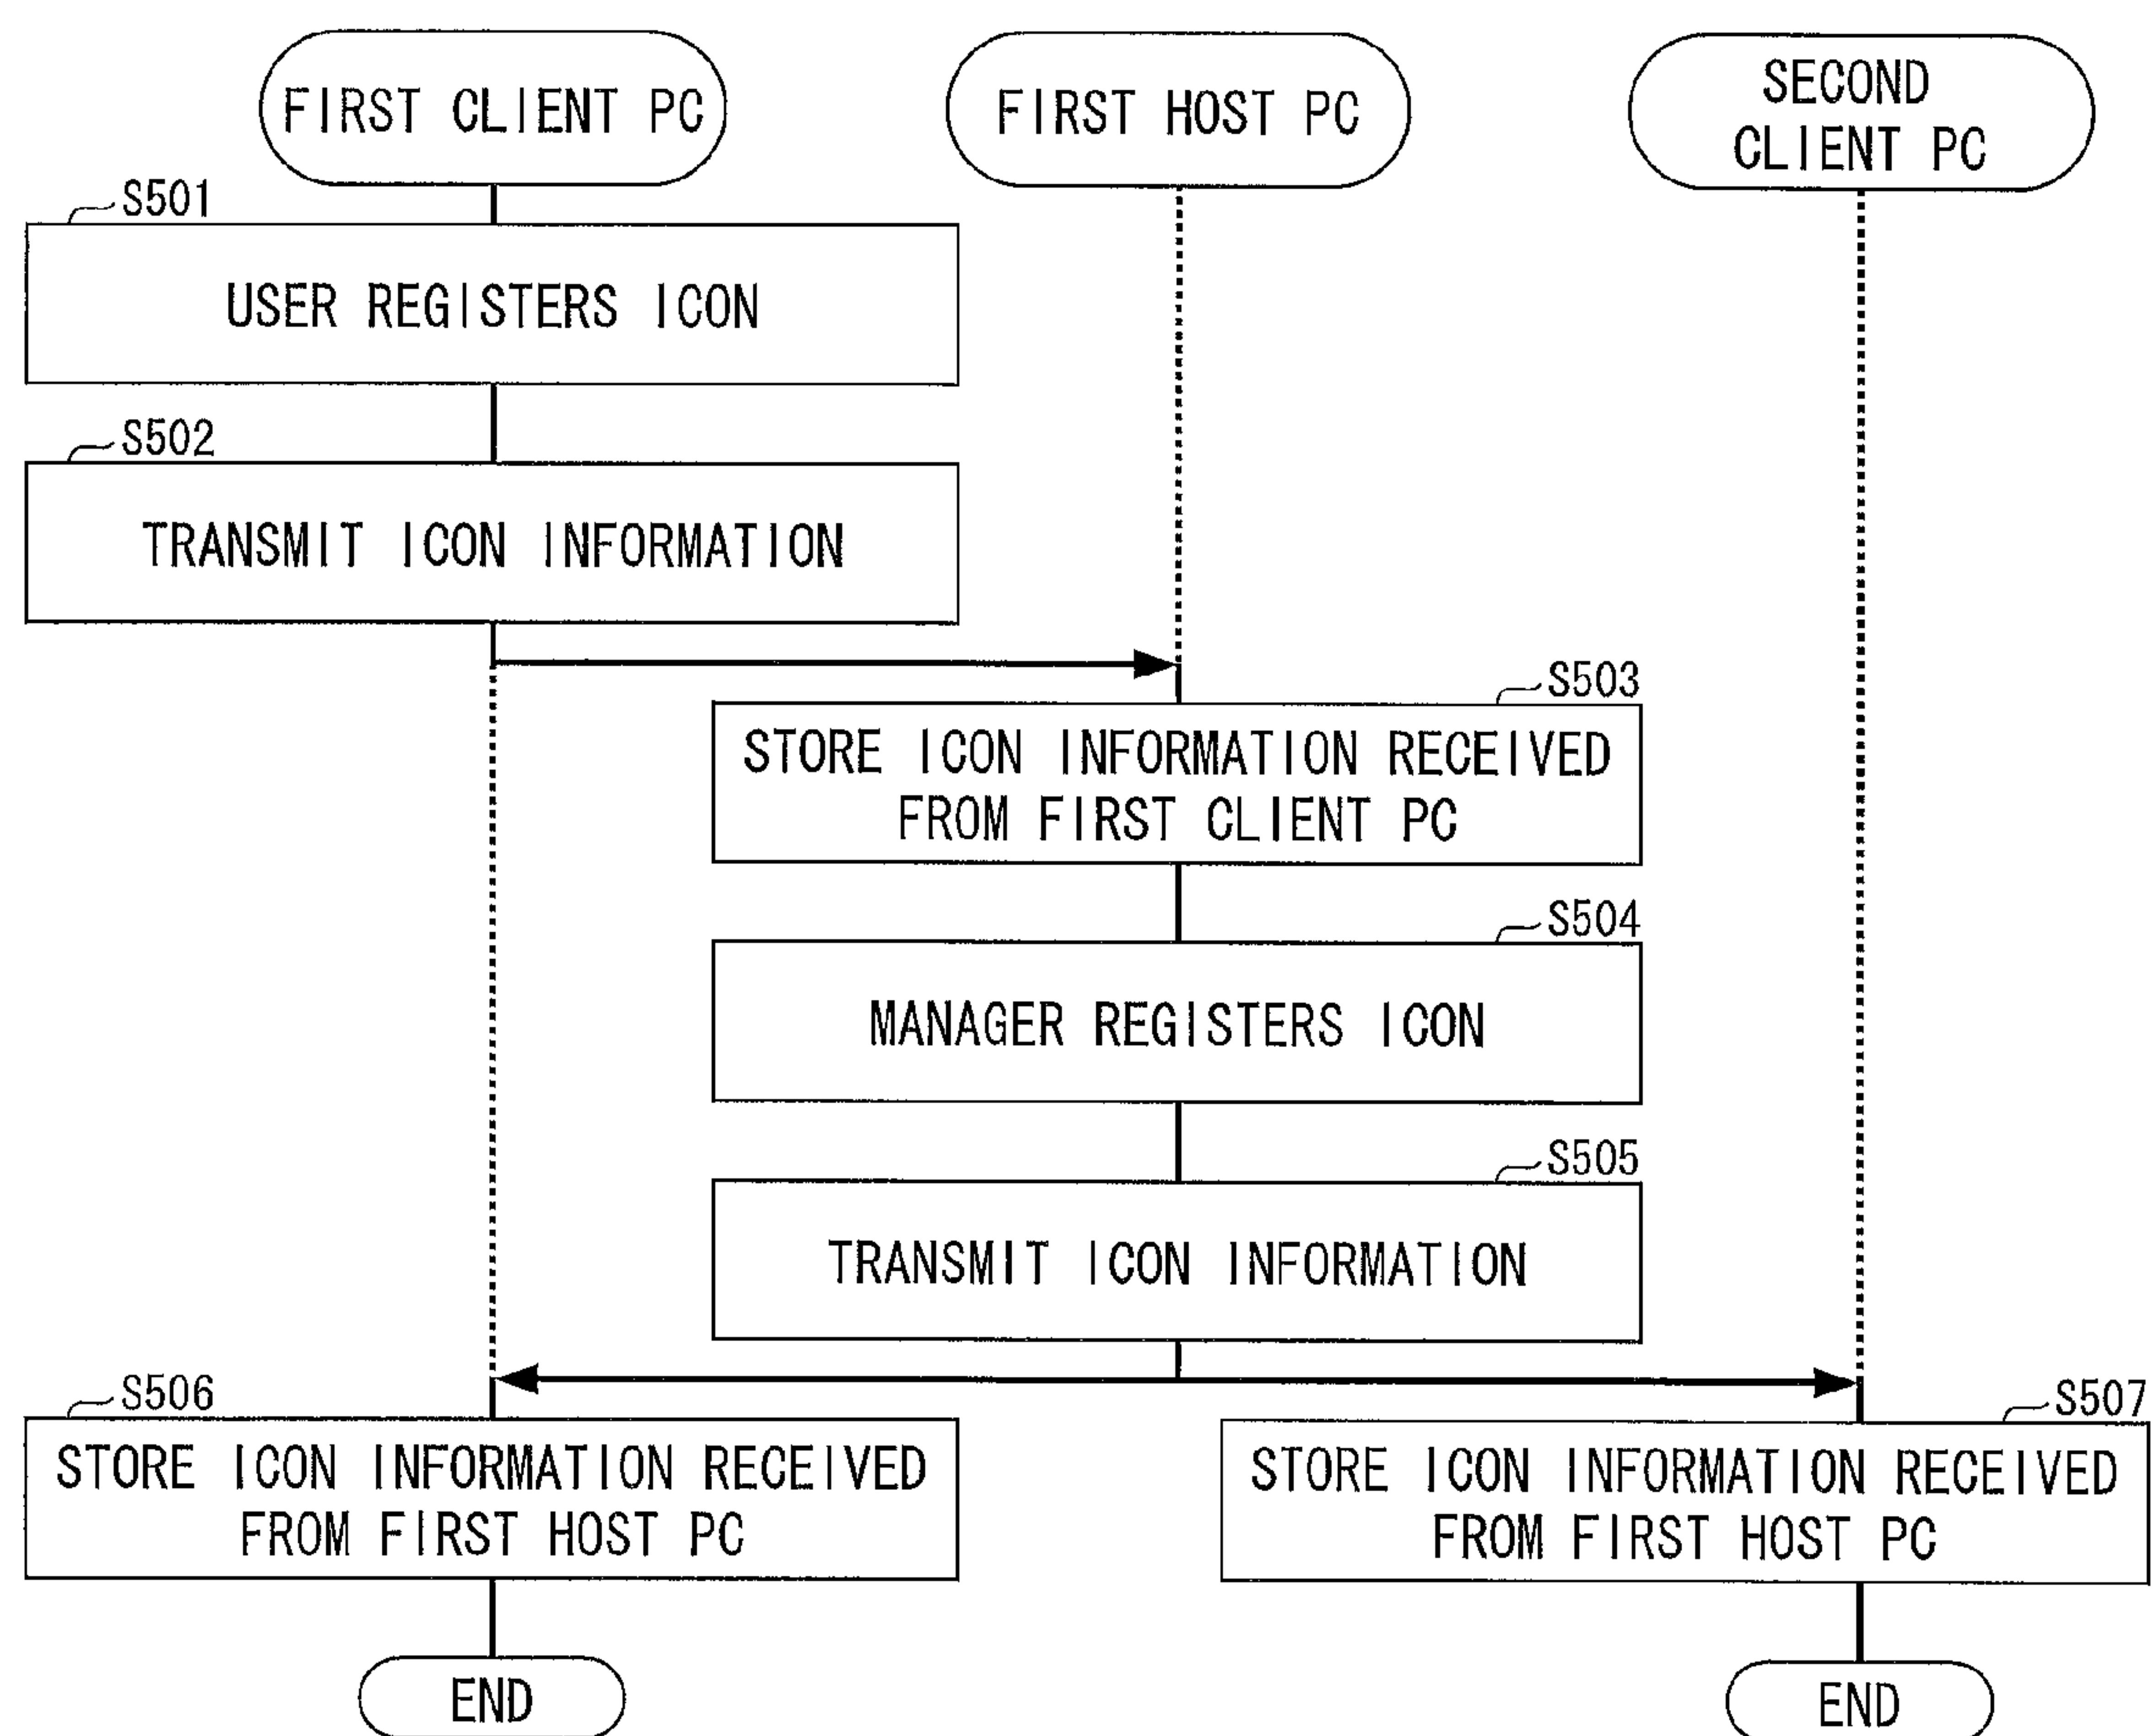 FIRST CLIENT PC
FIRST HOST PC
SECOND
CLIENT PC
S501
USER REGISTERS ICON
S502
TRANSMIT ICON INFORMATION
S503
STORE ICON INFORMATION RECEIVED
FROM FIRST CLIENT PC
S504
MANAGER REGISTERS ICON
S505
TRANSMIT ICON INFORMATION
S506
STORE ICON INFORMATION RECEIVED
FROM FIRST HOST PC
S507
STORE ICON INFORMATION RECEIVED
FROM FIRST HOST PC
END
END